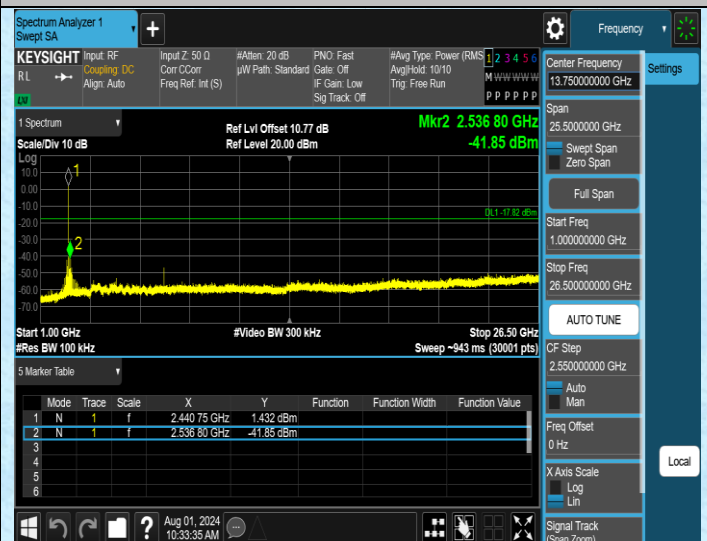 Spectrum Analyzer 1
Swept SA
+
Frequency
KEYSIGHT
RL
LXI
Input: RF
Coupling: DC
Align: Auto
Input Z: 50 Ω
Corr CCorr
Freq Ref: Int (S)
#Atten: 20 dB
µW Path: Standard
PNO: Fast
Gate: Off
IF Gain: Low
Sig Track: Off
#Avg Type: Power (RMS
Avg|Hold: 10/10
Trig: Free Run
1 2 3 4 5 6
M W W W W W
P P P P P P
1 Spectrum
Scale/Div 10 dB
Ref Lvl Offset 10.77 dB
Ref Level 20.00 dBm
Mkr2 2.536 80 GHz
-41.85 dBm
Log
10.0
0.00
-10.0
-20.0
-30.0
-40.0
-50.0
-60.0
-70.0
1
2
DL1 -17.82 dBm
Start 1.00 GHz
#Res BW 100 kHz
#Video BW 300 kHz
Stop 26.50 GHz
Sweep ~943 ms (30001 pts)
5 Marker Table
Mode Trace Scale X Y Function Function Width Function Value
1 N 1 f 2.440 75 GHz 1.432 dBm
2 N 1 f 2.536 80 GHz -41.85 dBm
3
4
5
6
?
Aug 01, 2024
10:33:35 AM
Center Frequency
13.750000000 GHz
Settings
Span
25.5000000 GHz
Swept Span
Zero Span
Full Span
Start Freq
1.000000000 GHz
Stop Freq
26.500000000 GHz
AUTO TUNE
CF Step
2.550000000 GHz
Auto
Man
Freq Offset
0 Hz
Local
X Axis Scale
Log
Lin
Signal Track
(Span Zoom)